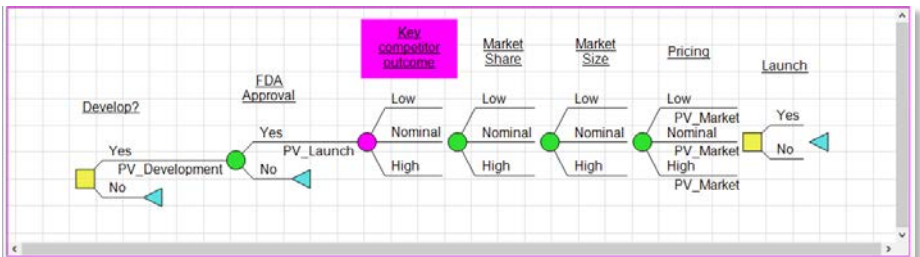 Develop?
Yes
PV_Development
No
FDA
Approval
Yes
PV_Launch
No
Key
competitor
outcome
Low
Nominal
High
Market
Share
Low
Nominal
High
Market
Size
Low
Nominal
High
Pricing
Low
PV_Market
Nominal
PV_Market
High
PV_Market
Launch
Yes
No